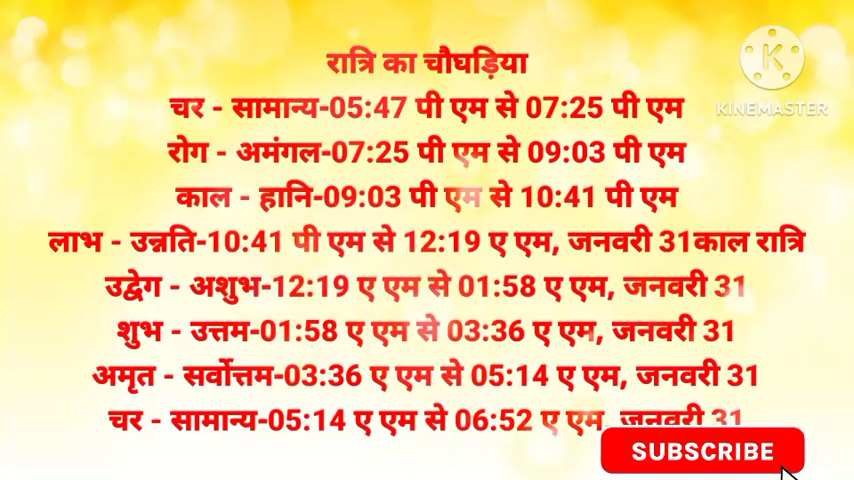 रात्रि का चौघड़िया
KINEMASTER
चर - सामान्य-05:47 पी एम से 07:25 पी एम
रोग - अमंगल-07:25 पी एम से 09:03 पी एम
काल - हानि-09:03 पी एम से 10:41 पी एम
लाभ - उन्नति-10:41 पी एम से 12:19 ए एम, जनवरी 31काल रात्रि
उद्वेग - अशुभ-12:19 ए एम से 01:58 ए एम, जनवरी 31
शुभ - उत्तम-01:58 ए एम से 03:36 ए एम, जनवरी 31
अमृत - सर्वोत्तम-03:36 ए एम से 05:14 ए एम, जनवरी 31
चर - सामान्य-05:14 ए एम से 06:52 ए एम, जनवरी 31
SUBSCRIBE